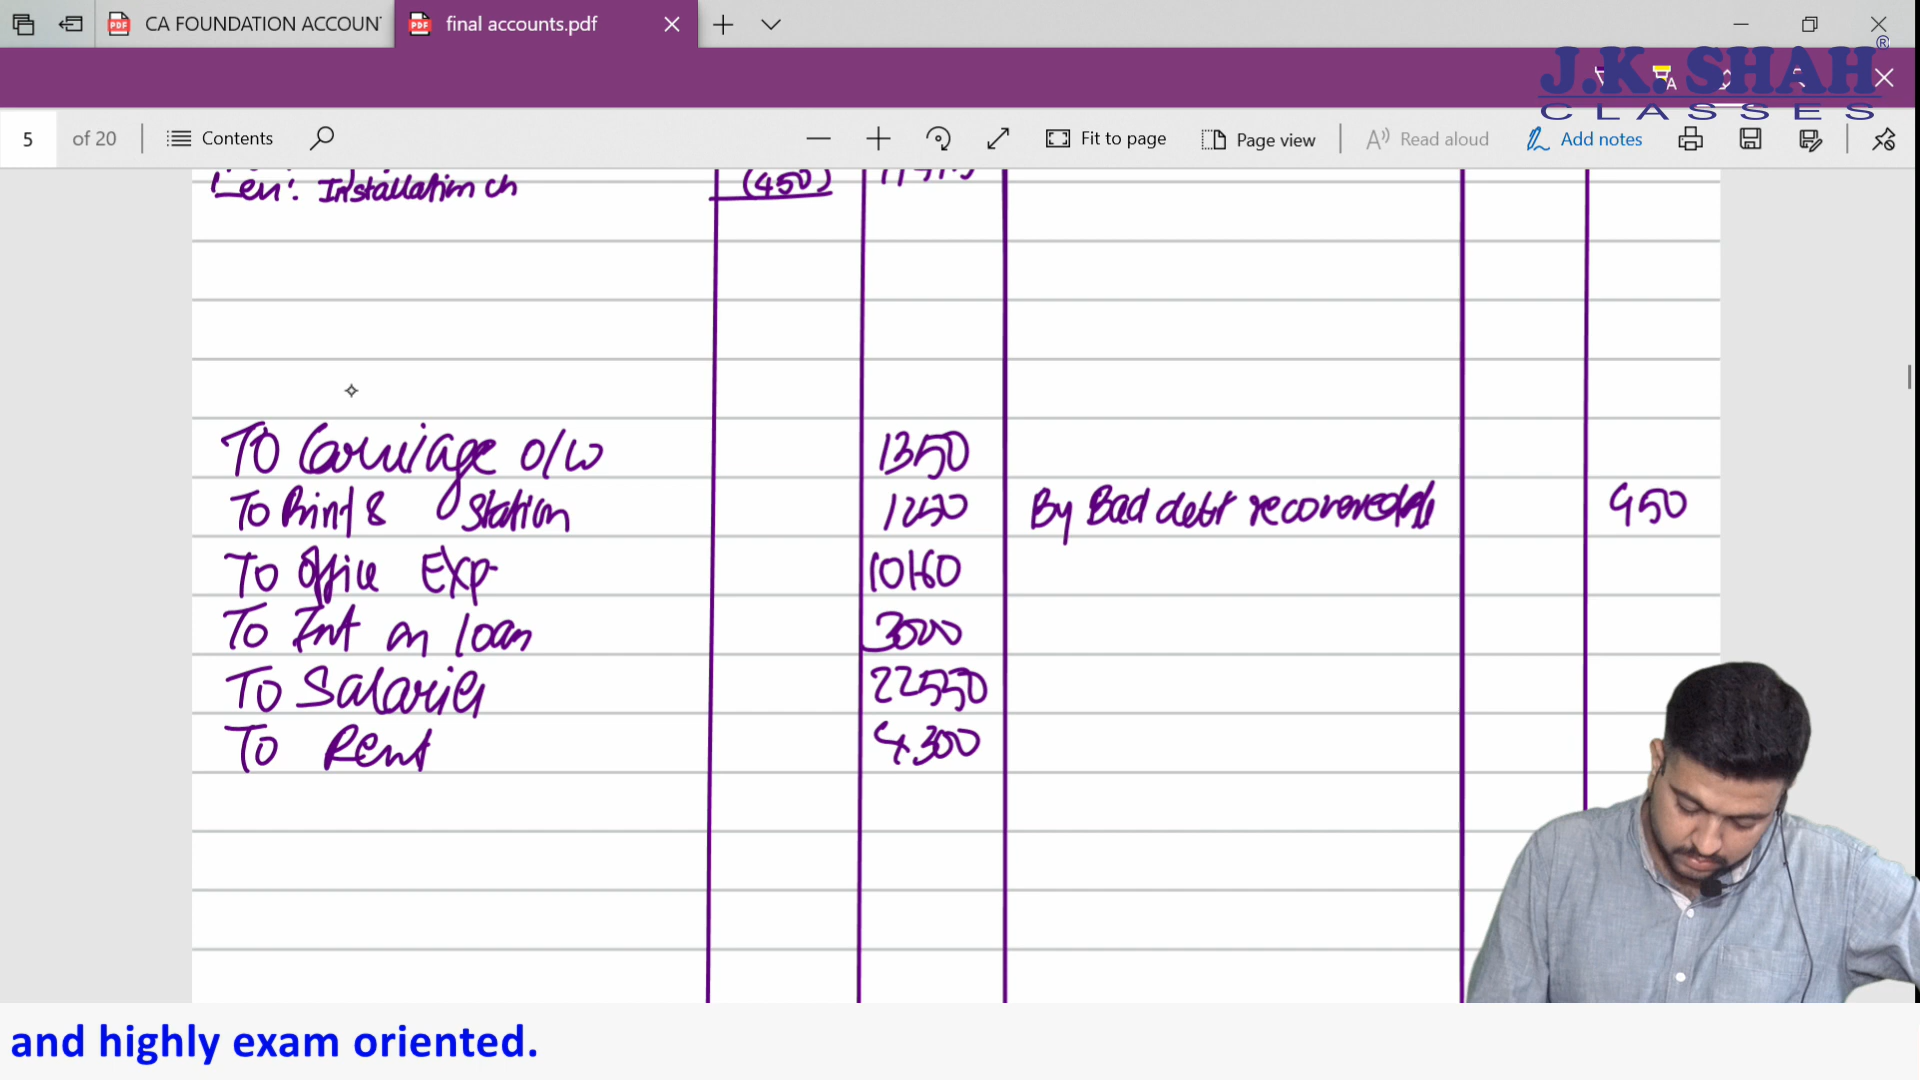 CA FOUNDATION ACCOUN
final accounts.pdf
J.K. SHAH ®
CLASSES
5 of 20
Contents
Fit to page
Page view
Read aloud
Add notes
Len: Installation ch (450)
TO Carriage o/w 1350
To Print & Station 1250 By Bad debt recovered 450
To Office Exp 10160
To Int on loan 3000
To Salaries 22550
To Rent 4300
and highly exam oriented.